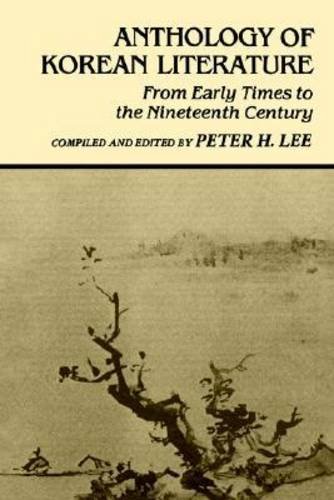 ANTHOLOGY OF
KOREAN LITERATURE
From Early Times to
the Nineteenth Century
COMPILED AND EDITED BY PETER H. LEE